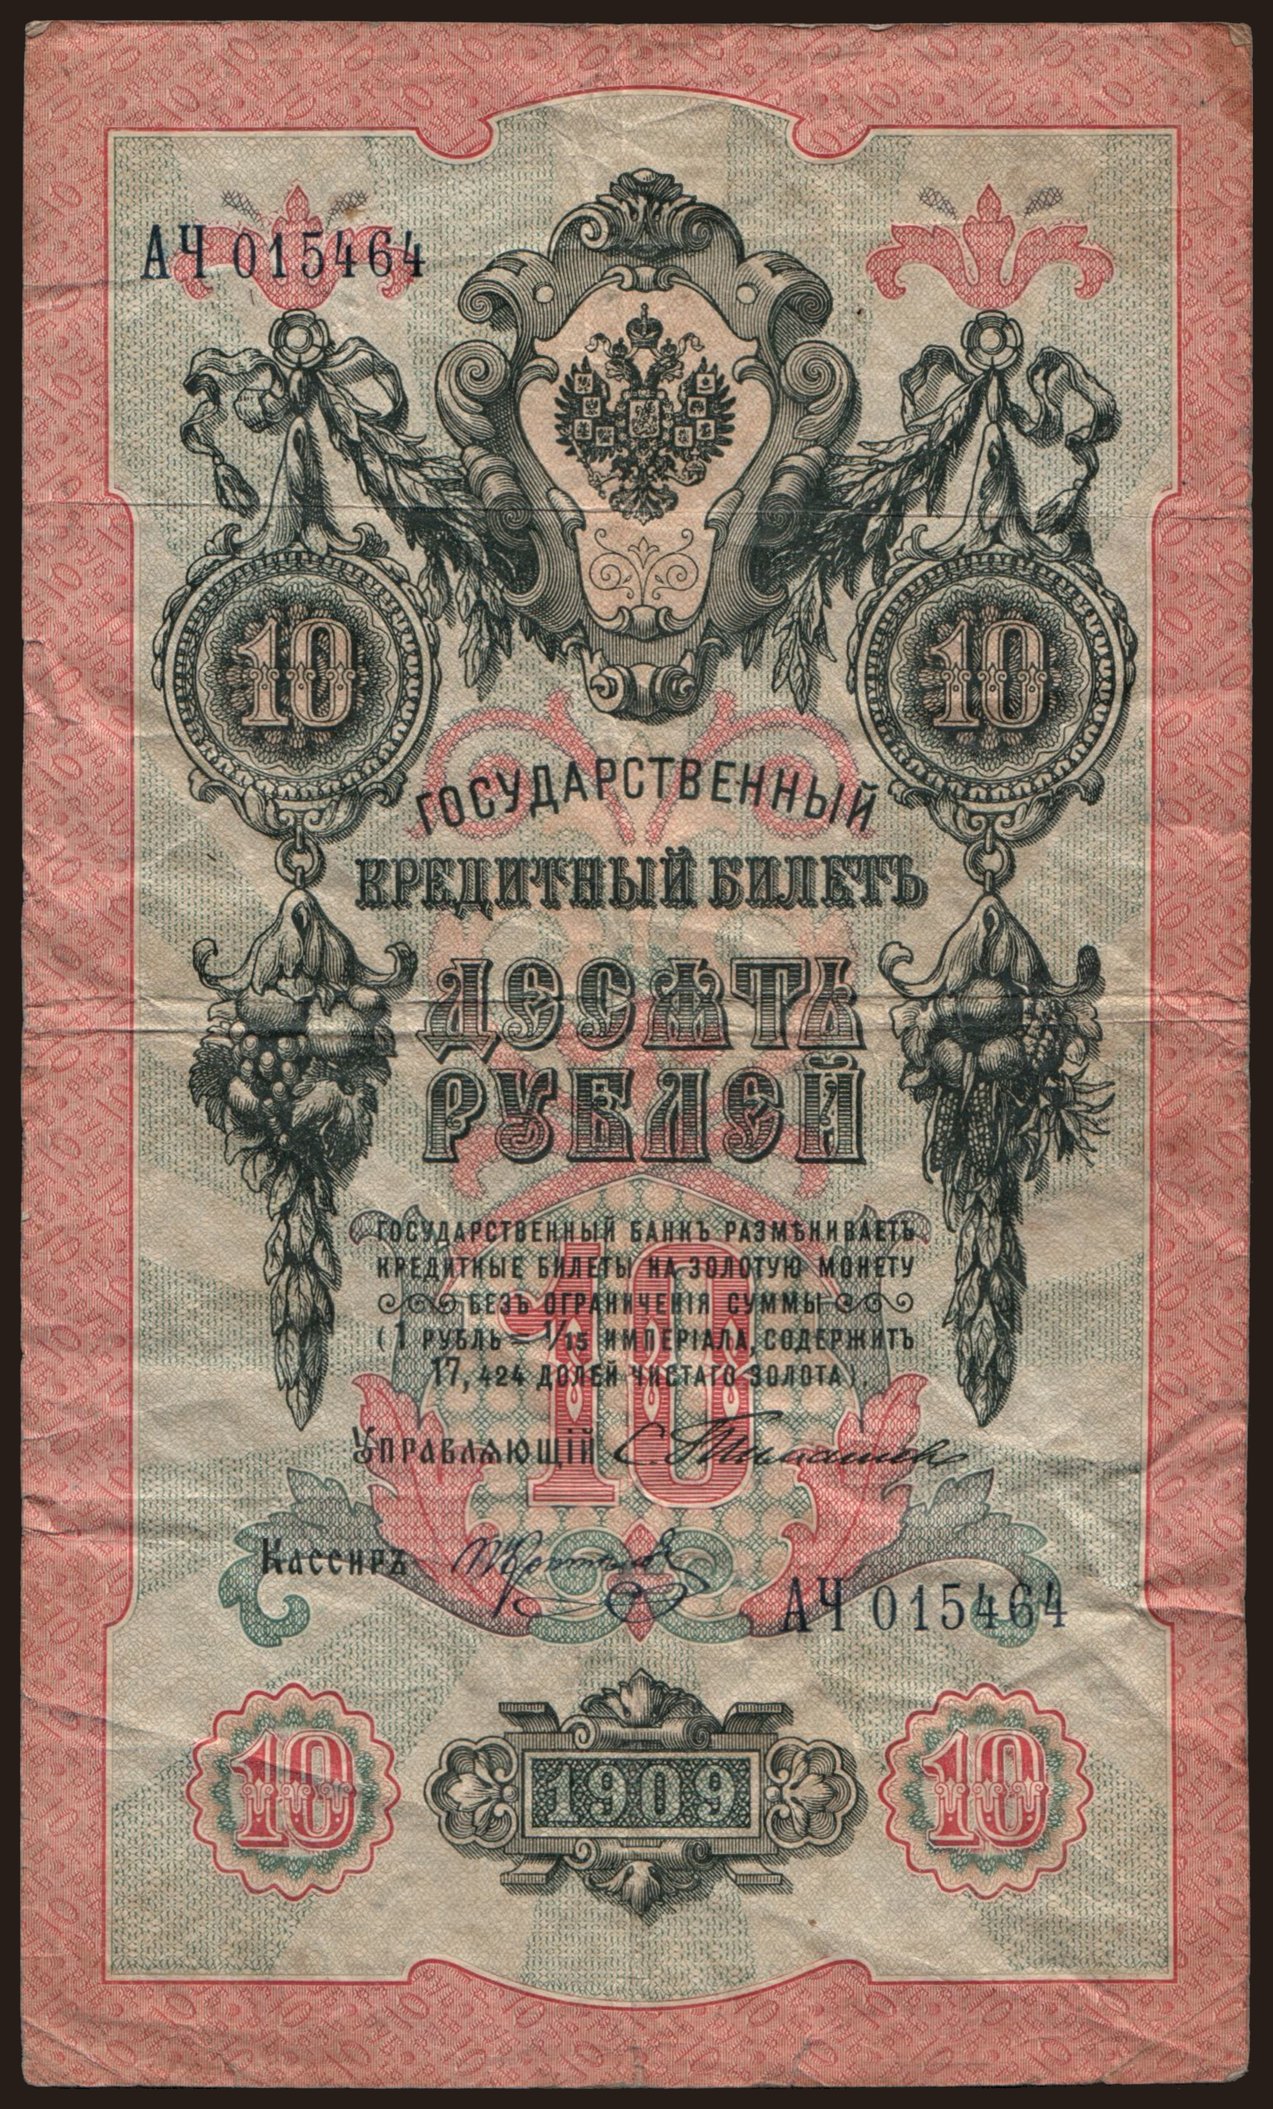 АЧ 015464
10 10
ГОСУДАРСТВЕННЫЙ
КРЕДИТНЫЙ БИЛЕТЪ
ДЕСЯТЬ
РУБЛЕЙ
10
ГОСУДАРСТВЕННЫЙ БАНКЪ РАЗМѢНИВАЕТЪ
КРЕДИТНЫЕ БИЛЕТЫ НА ЗОЛОТУЮ МОНЕТУ
БЕЗЪ ОГРАНИЧЕНІЯ СУММЫ
(1 РУБЛЬ = 1/15 ИМПЕРІАЛА, СОДЕРЖИТЪ
17,424 ДОЛЕЙ ЧИСТАГО ЗОЛОТА).
УПРАВЛЯЮЩІЙ С. Тимашевъ
КАССИРЪ
АЧ 015464
10 1909 10